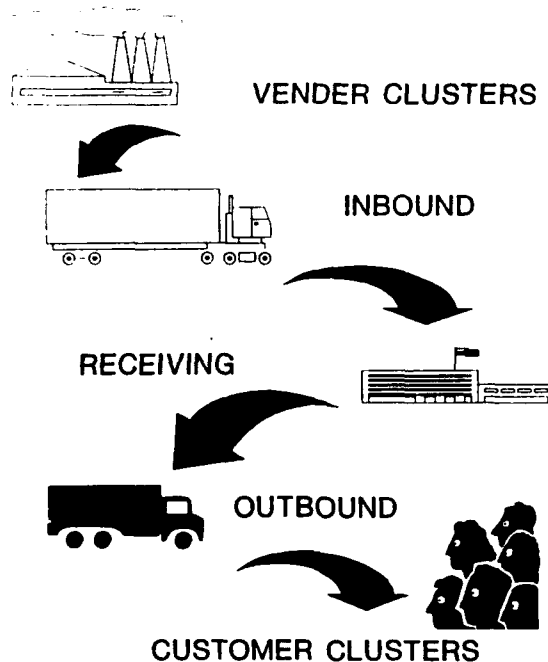 VENDER CLUSTERS
INBOUND
RECEIVING
OUTBOUND
CUSTOMER CLUSTERS